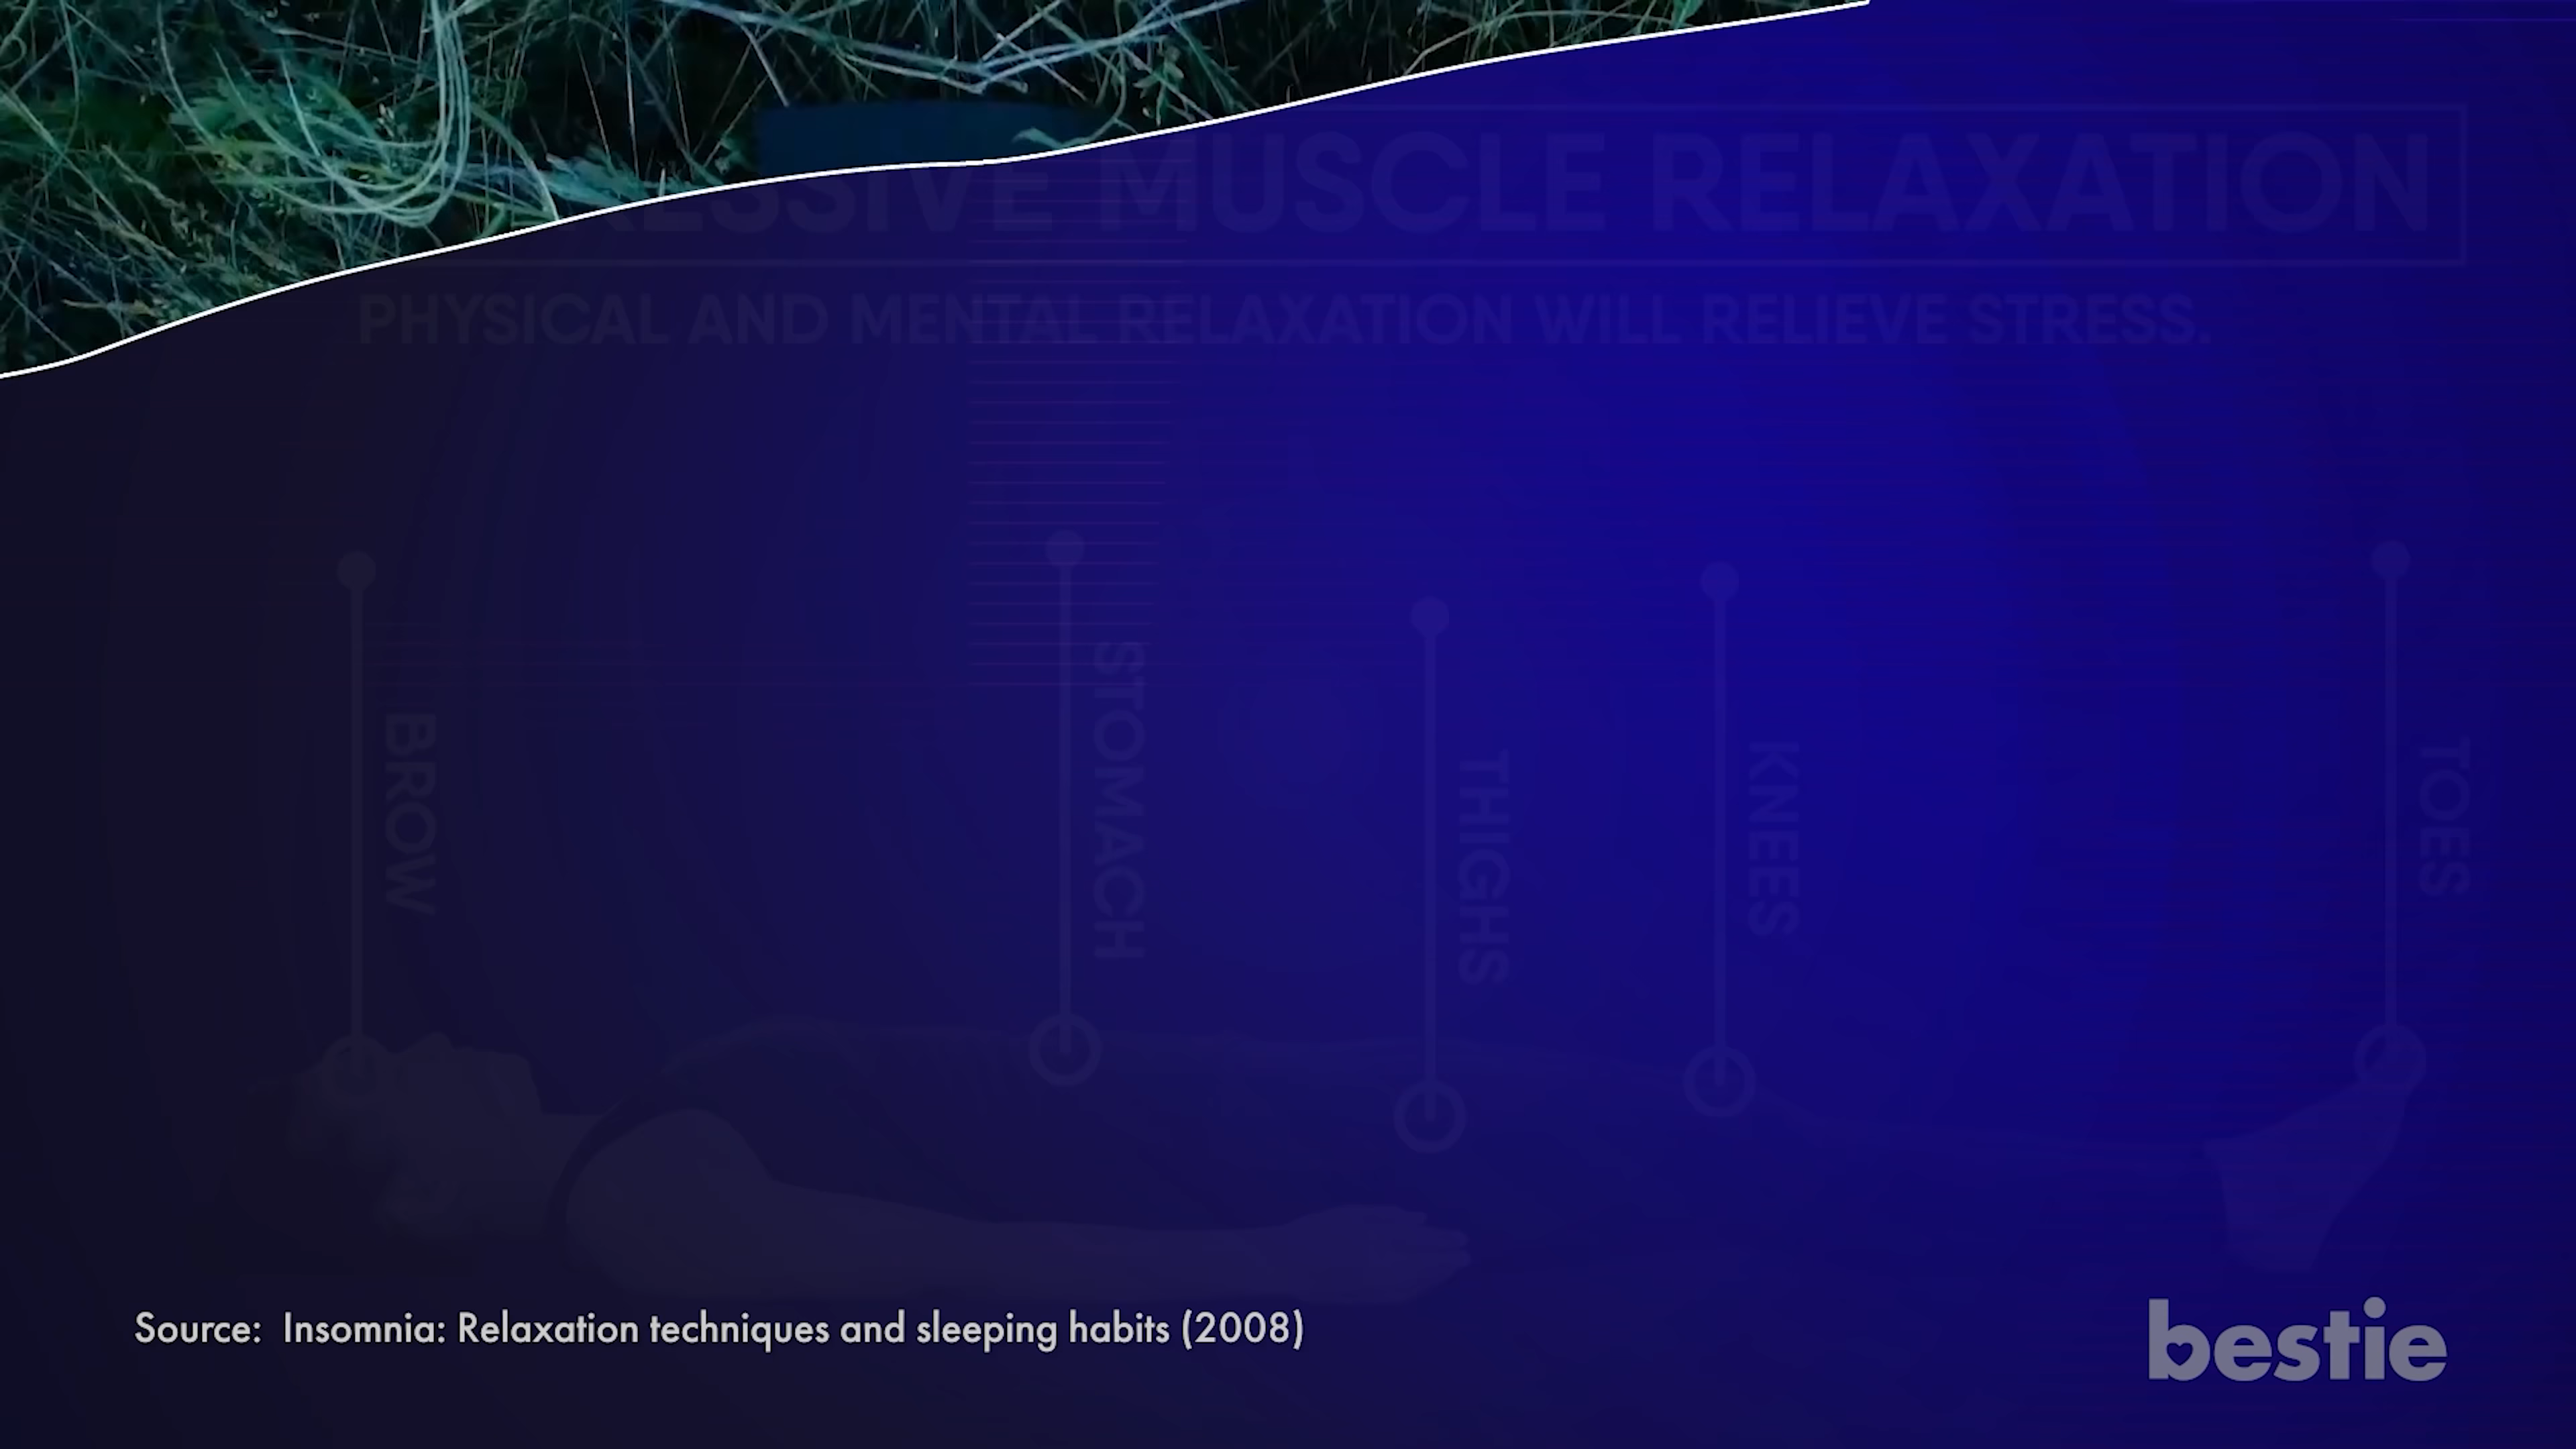 ESSIVE MUSCLE RELAXATION
PHYSICAL AND MENTAL RELAXATION WILL RELIEVE STRESS.
BROW
STOMACH
THIGHS
KNEES
TOES
Source: Insomnia: Relaxation techniques and sleeping habits (2008)
bestie